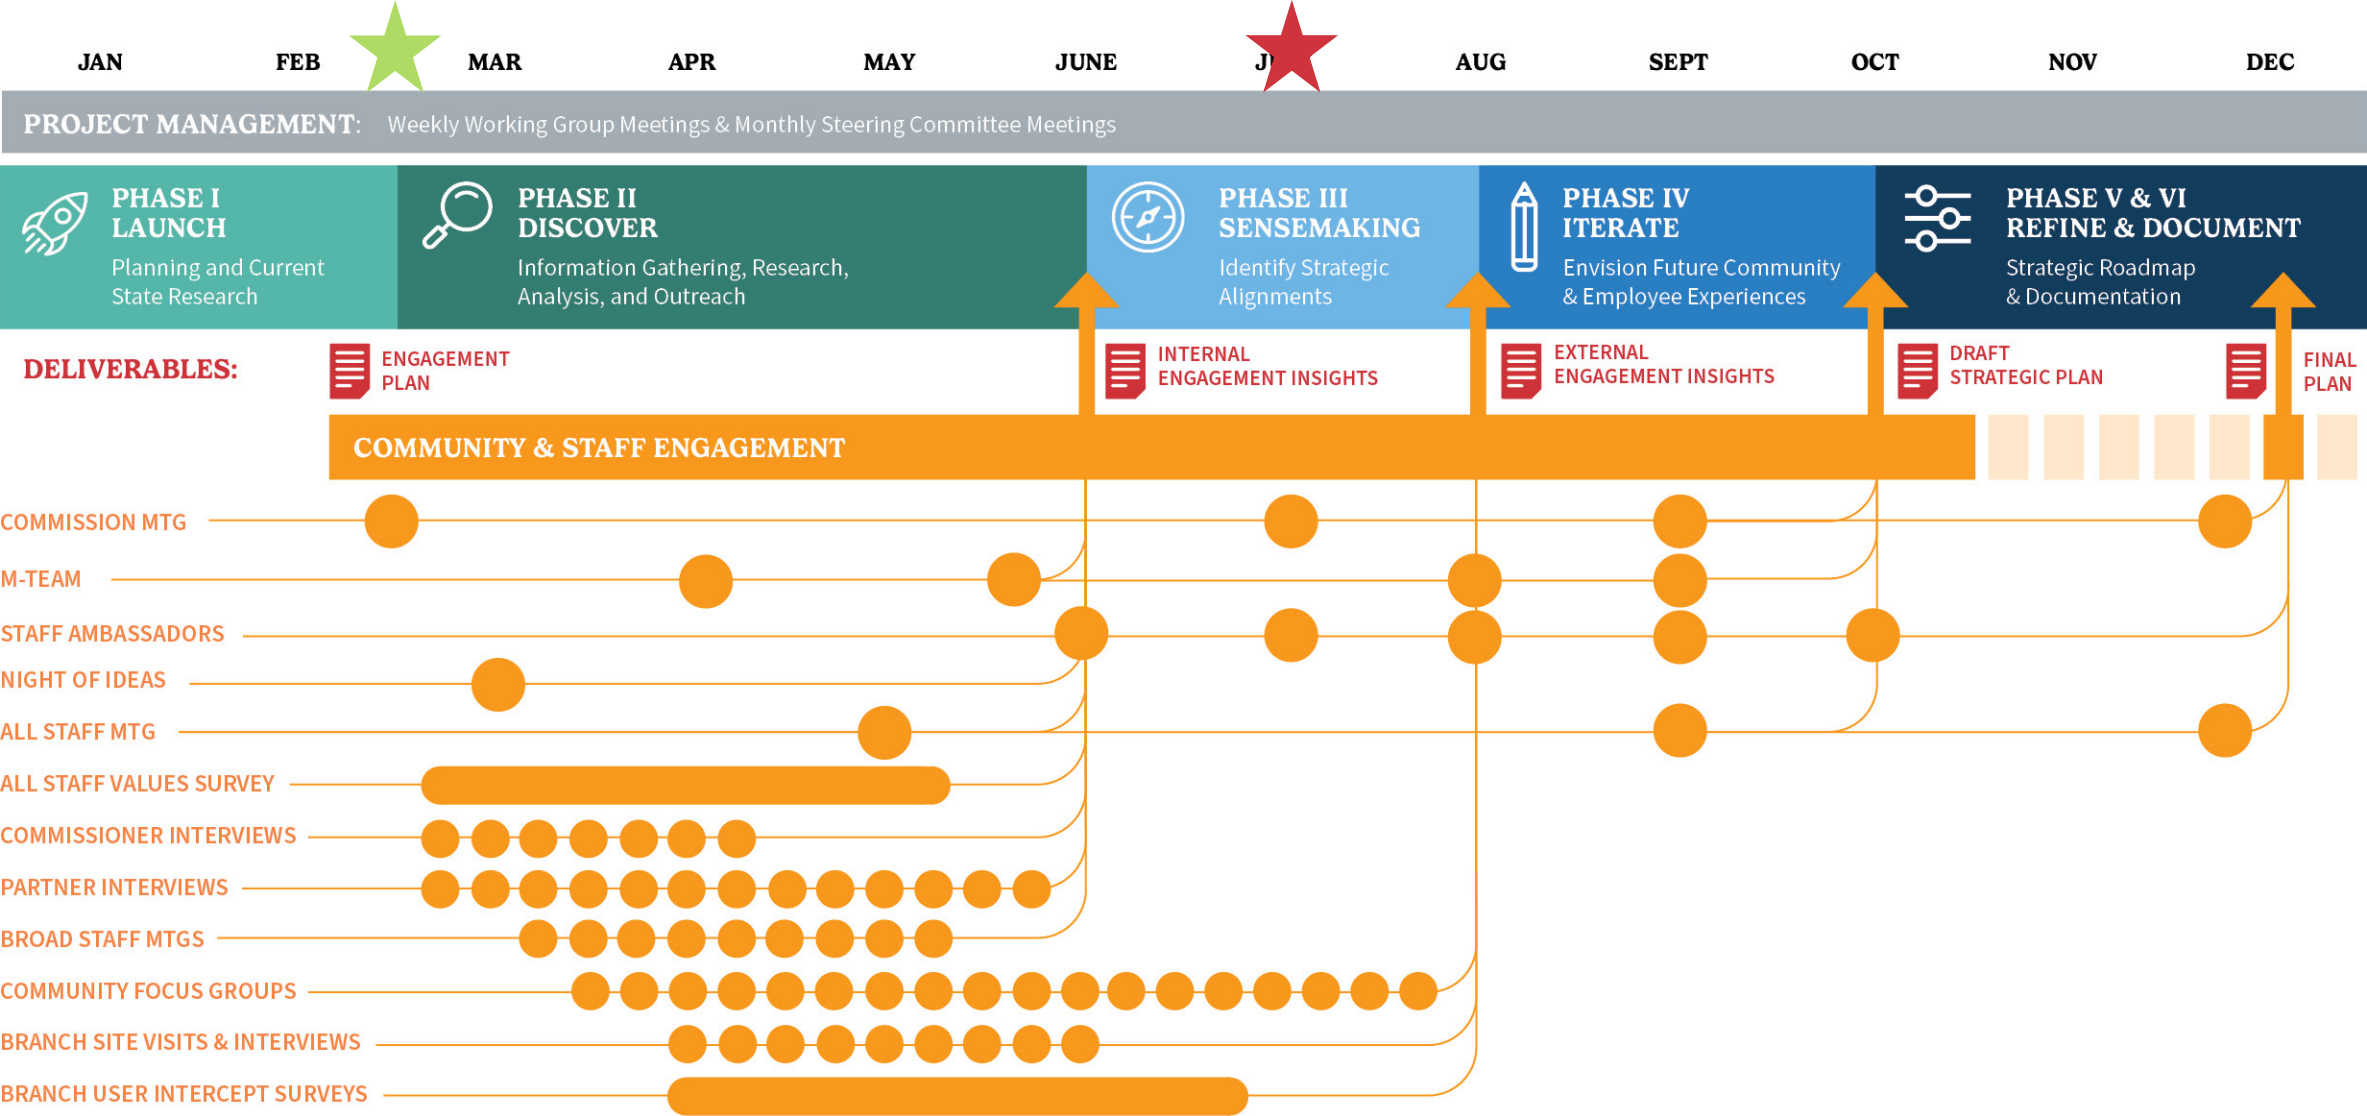 JAN FEB MAR APR MAY JUNE AUG SEPT OCT NOV DEC
PROJECT MANAGEMENT: Weekly Working Group Meetings & Monthly Steering Committee Meetings
PHASE I
LAUNCH
Planning and Current
State Research
PHASE II
DISCOVER
Information Gathering, Research,
Analysis, and Outreach
PHASE III
SENSEMAKING
Identify Strategic
Alignments
PHASE IV
ITERATE
Envision Future Community
& Employee Experiences
PHASE V & VI
REFINE & DOCUMENT
Strategic Roadmap
& Documentation
DELIVERABLES:
ENGAGEMENT
PLAN
INTERNAL
ENGAGEMENT INSIGHTS
EXTERNAL
ENGAGEMENT INSIGHTS
DRAFT
STRATEGIC PLAN
FINAL
PLAN
COMMUNITY & STAFF ENGAGEMENT
COMMISSION MTG
M-TEAM
STAFF AMBASSADORS
NIGHT OF IDEAS
ALL STAFF MTG
ALL STAFF VALUES SURVEY
COMMISSIONER INTERVIEWS
PARTNER INTERVIEWS
BROAD STAFF MTGS
COMMUNITY FOCUS GROUPS
BRANCH SITE VISITS & INTERVIEWS
BRANCH USER INTERCEPT SURVEYS